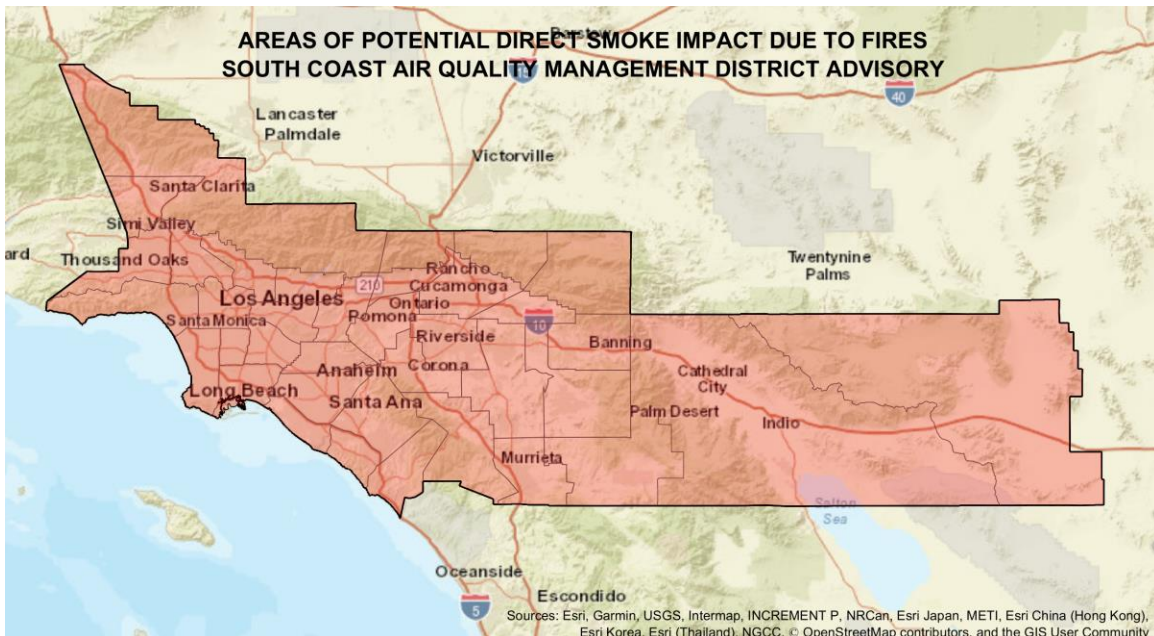 AREAS OF POTENTIAL DIRECT SMOKE IMPACT DUE TO FIRES
SOUTH COAST AIR QUALITY MANAGEMENT DISTRICT ADVISORY
Barstow
15
40
Lancaster
Palmdale
Victorville
Santa Clarita
Simi Valley
ard
Thousand Oaks
Twentynine
Palms
Rancho
Cucamonga
210
Los Angeles
Ontario
Santa Monica
Pomona
10
Riverside
Banning
Anaheim
Corona
Cathedral
City
Long Beach
Santa Ana
Palm Desert
Indio
Murrieta
Salton
Sea
Oceanside
Escondido
5
Sources: Esri, Garmin, USGS, Intermap, INCREMENT P, NRCan, Esri Japan, METI, Esri China (Hong Kong),
Esri Korea, Esri (Thailand), NGCC, © OpenStreetMap contributors, and the GIS User Community